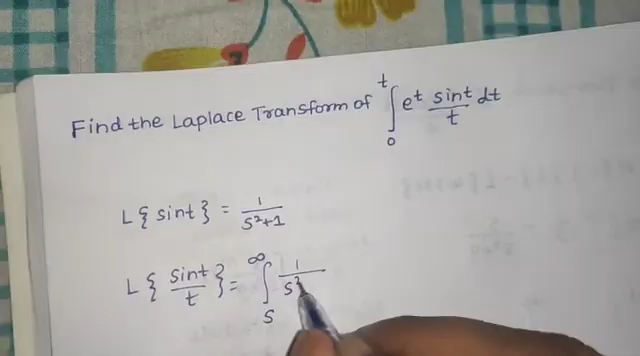 Find the Laplace Transform of ∫₀ᵗ eᵗ sint/t dt
L{sint} = 1/(s²+1)
L{sint/t} = ∫ₛ^∞ 1/s²